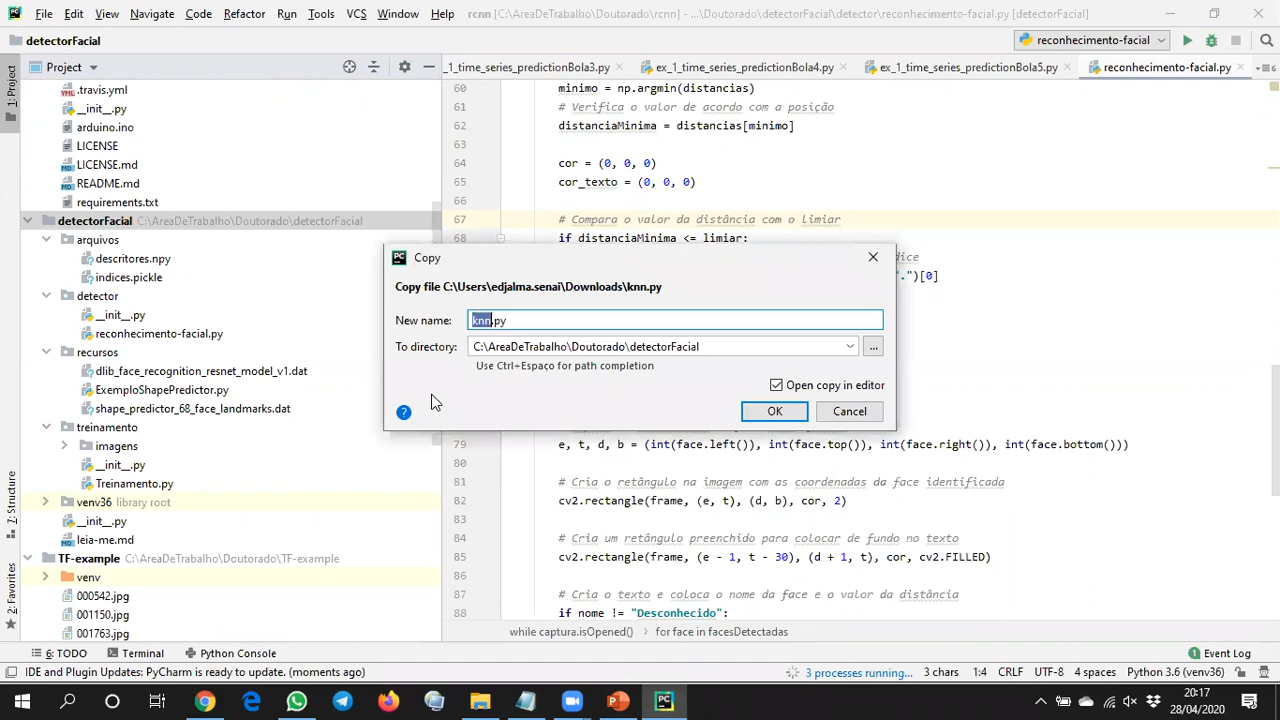 File Edit View Navigate Code Refactor Run Tools VCS Window Help rcnn [C:\AreaDeTrabalho\Doutorado\rcnn] - ...\Doutorado\detectorFacial\detector\reconhecimento-facial.py [detectorFacial]
detectorFacial reconhecimento-facial
Project ex_1_time_series_predictionBola3.py ex_1_time_series_predictionBola4.py ex_1_time_series_predictionBola5.py reconhecimento-facial.py
1: Project
Z: Structure
2: Favorites
.travis.yml
__init__.py
arduino.ino
LICENSE
LICENSE.md
README.md
requirements.txt
detectorFacial C:\AreaDeTrabalho\Doutorado\detectorFacial
arquivos
descritores.npy
indices.pickle
detector
__init__.py
reconhecimento-facial.py
recursos
dlib_face_recognition_resnet_model_v1.dat
ExemploShapePredictor.py
shape_predictor_68_face_landmarks.dat
treinamento
imagens
__init__.py
Treinamento.py
venv36 library root
__init__.py
leia-me.md
TF-example C:\AreaDeTrabalho\Doutorado\TF-example
venv
000542.jpg
001150.jpg
001763.jpg
60 minimo = np.argmin(distancias)
61 # Verifica o valor de acordo com a posição
62 distanciaMinima = distancias[minimo]
63
64 cor = (0, 0, 0)
65 cor_texto = (0, 0, 0)
66
67 # Compara o valor da distância com o limiar
68 if distanciaMinima <= limiar:
dice
".")[0]
Copy
Copy file C:\Users\edjalma.senai\Downloads\knn.py
New name: knn.py
To directory: C:\AreaDeTrabalho\Doutorado\detectorFacial ...
Use Ctrl+Espaço for path completion
Open copy in editor
? OK Cancel
79 e, t, d, b = (int(face.left()), int(face.top()), int(face.right()), int(face.bottom()))
80
81 # Cria o retângulo na imagem com as coordenadas da face identificada
82 cv2.rectangle(frame, (e, t), (d, b), cor, 2)
83
84 # Cria um retângulo preenchido para colocar de fundo no texto
85 cv2.rectangle(frame, (e - 1, t - 30), (d + 1, t), cor, cv2.FILLED)
86
87 # Cria o texto e coloca o nome da face e o valor da distância
88 if nome != "Desconhecido":
while captura.isOpened() for face in facesDetectadas
6: TODO Terminal Python Console Event Log
IDE and Plugin Updates: PyCharm is ready to update. (moments ago) 3 processes running... 3 chars 1:4 CRLF UTF-8 4 spaces Python 3.6 (venv36)
20:17
28/04/2020